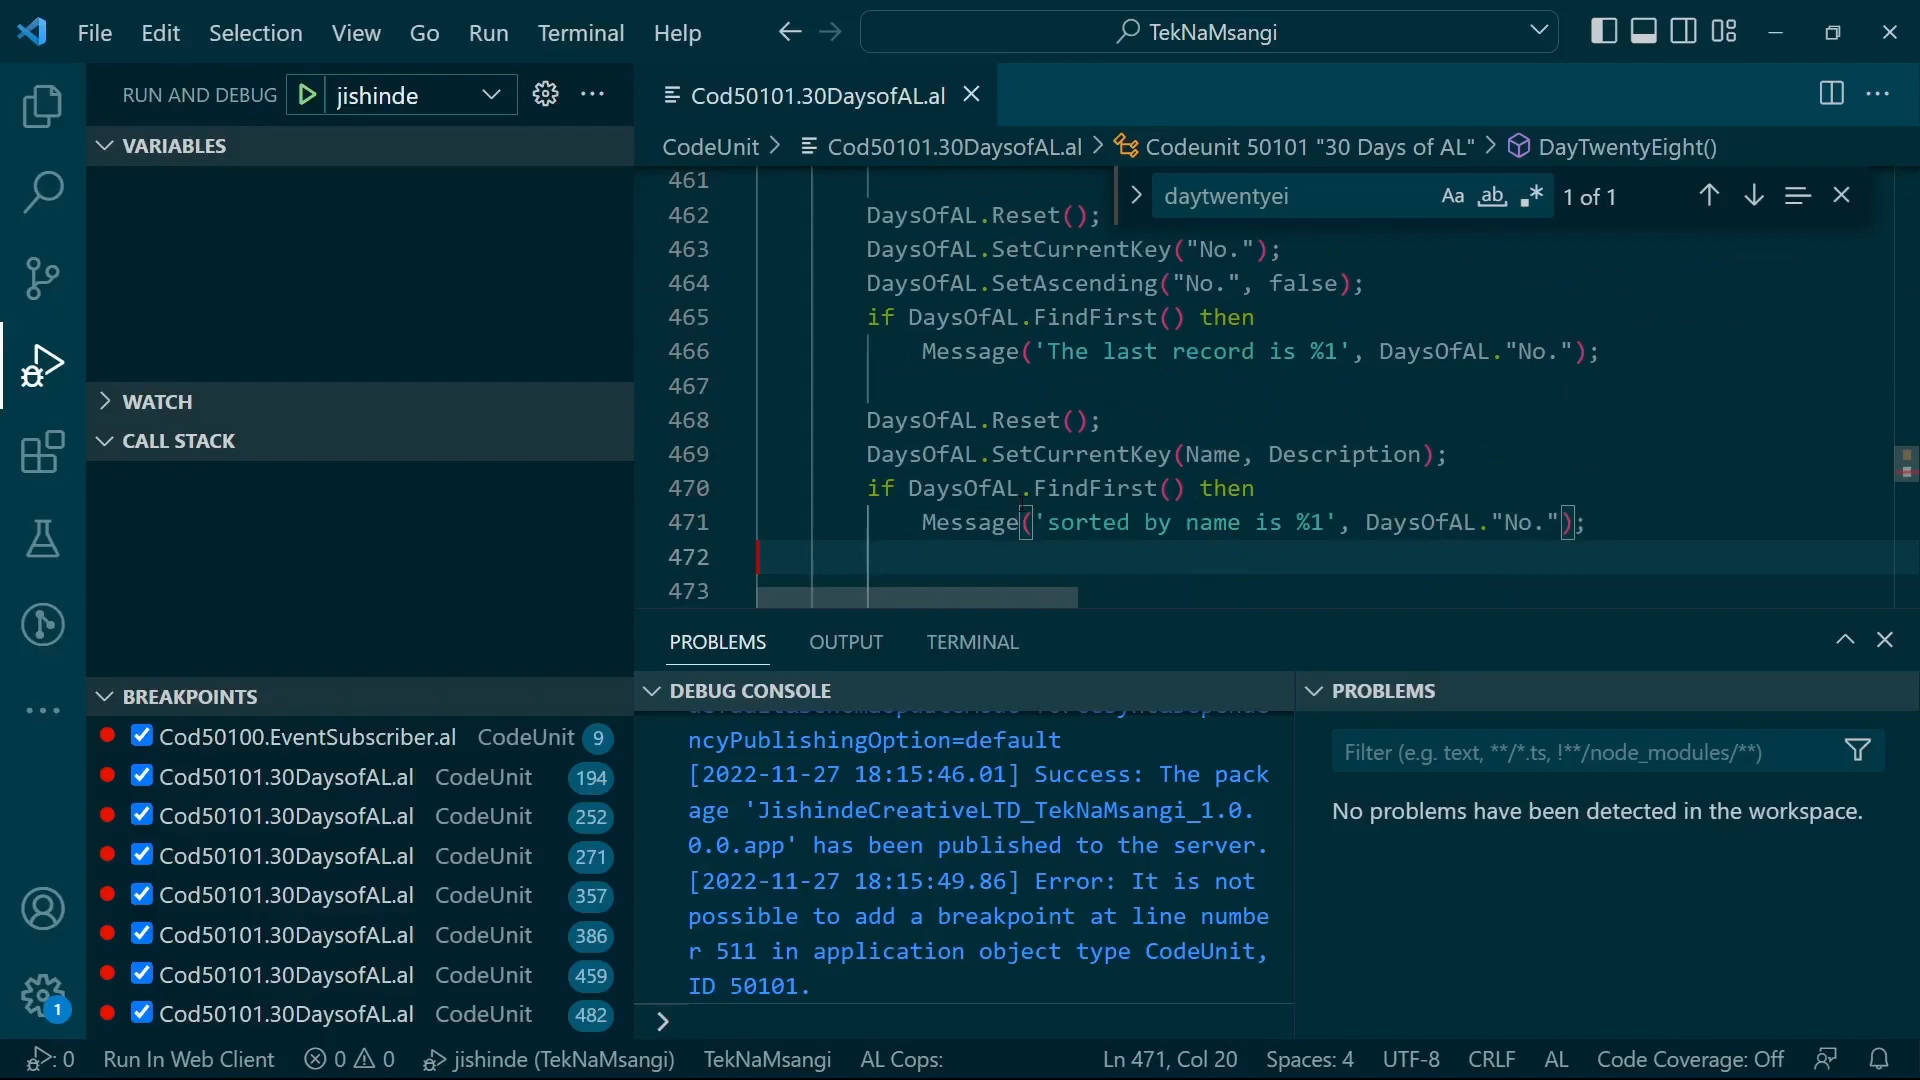 File Edit Selection View Go Run Terminal Help TekNaMsangi
RUN AND DEBUG jishinde
Cod50101.30DaysofAL.al
VARIABLES
CodeUnit Cod50101.30DaysofAL.al Codeunit 50101 "30 Days of AL" DayTwentyEight()
daytwentyei Aa ab 1 of 1
461
462 DaysOfAL.Reset();
463 DaysOfAL.SetCurrentKey("No.");
464 DaysOfAL.SetAscending("No.", false);
465 if DaysOfAL.FindFirst() then
466 Message('The last record is %1', DaysOfAL."No.");
467
468 DaysOfAL.Reset();
469 DaysOfAL.SetCurrentKey(Name, Description);
470 if DaysOfAL.FindFirst() then
471 Message('sorted by name is %1', DaysOfAL."No.");
472
473
WATCH
CALL STACK
BREAKPOINTS
Cod50100.EventSubscriber.al CodeUnit 9
Cod50101.30DaysofAL.al CodeUnit 194
Cod50101.30DaysofAL.al CodeUnit 252
Cod50101.30DaysofAL.al CodeUnit 271
Cod50101.30DaysofAL.al CodeUnit 357
Cod50101.30DaysofAL.al CodeUnit 386
Cod50101.30DaysofAL.al CodeUnit 459
Cod50101.30DaysofAL.al CodeUnit 482
1
PROBLEMS OUTPUT TERMINAL
DEBUG CONSOLE
ncyPublishingOption=default
[2022-11-27 18:15:46.01] Success: The pack
age 'JishindeCreativeLTD_TekNaMsangi_1.0.
0.0.app' has been published to the server.
[2022-11-27 18:15:49.86] Error: It is not
possible to add a breakpoint at line numbe
r 511 in application object type CodeUnit,
ID 50101.
PROBLEMS
Filter (e.g. text, **/*.ts, !**/node_modules/**)
No problems have been detected in the workspace.
: 0 Run In Web Client 0 0 jishinde (TekNaMsangi) TekNaMsangi AL Cops: Ln 471, Col 20 Spaces: 4 UTF-8 CRLF AL Code Coverage: Off